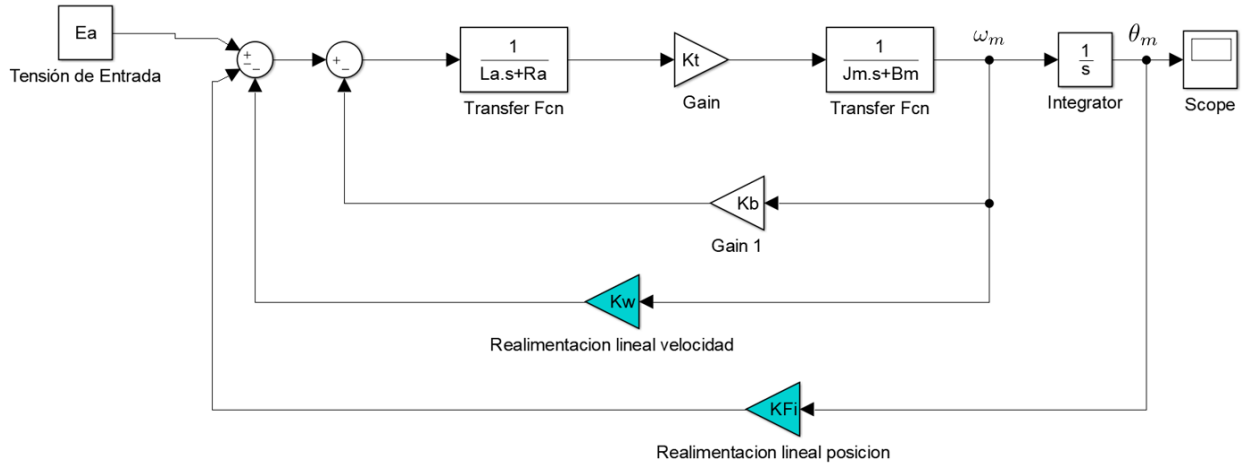 Ea
Tensión de Entrada
+
−
−
+
−
1
La.s+Ra
Transfer Fcn
Kt
Gain
1
Jm.s+Bm
Transfer Fcn
ω_m
1
s
Integrator
θ_m
Scope
Kb
Gain 1
Kw
Realimentacion lineal velocidad
KFi
Realimentacion lineal posicion